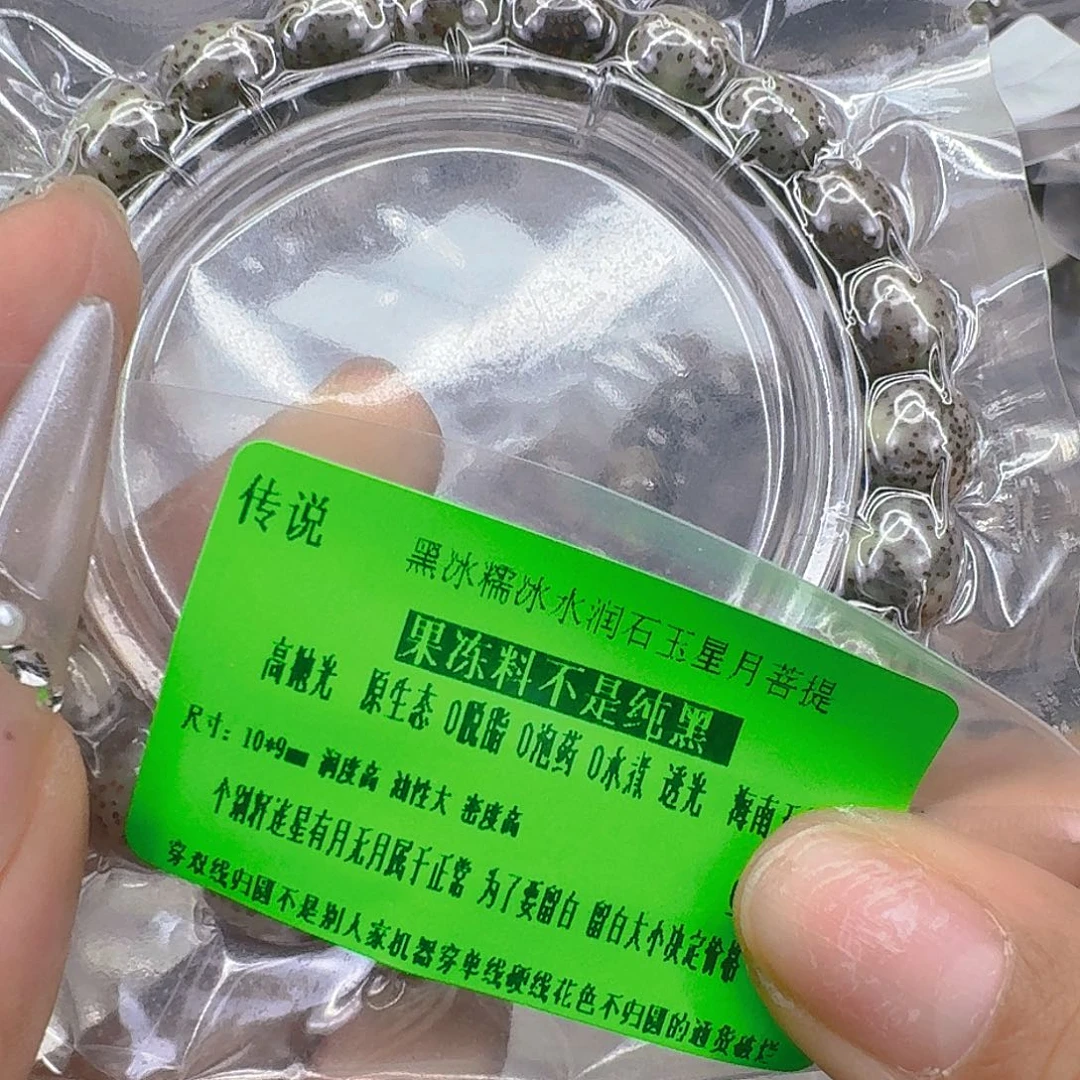 传说
黑冰糯冰水润石玉星月菩提
果冻料不是纯黑
高抛光 原生态 0脱脂 0泡药 0水煮 透光 海南
尺寸：10*9mm 润度高 油性大 密度高
个别籽连星有月无月属于正常 为了要留白 留白大小决定价格
穿双线归圆不是别人家机器穿单线硬线花色不归圆的通货破烂